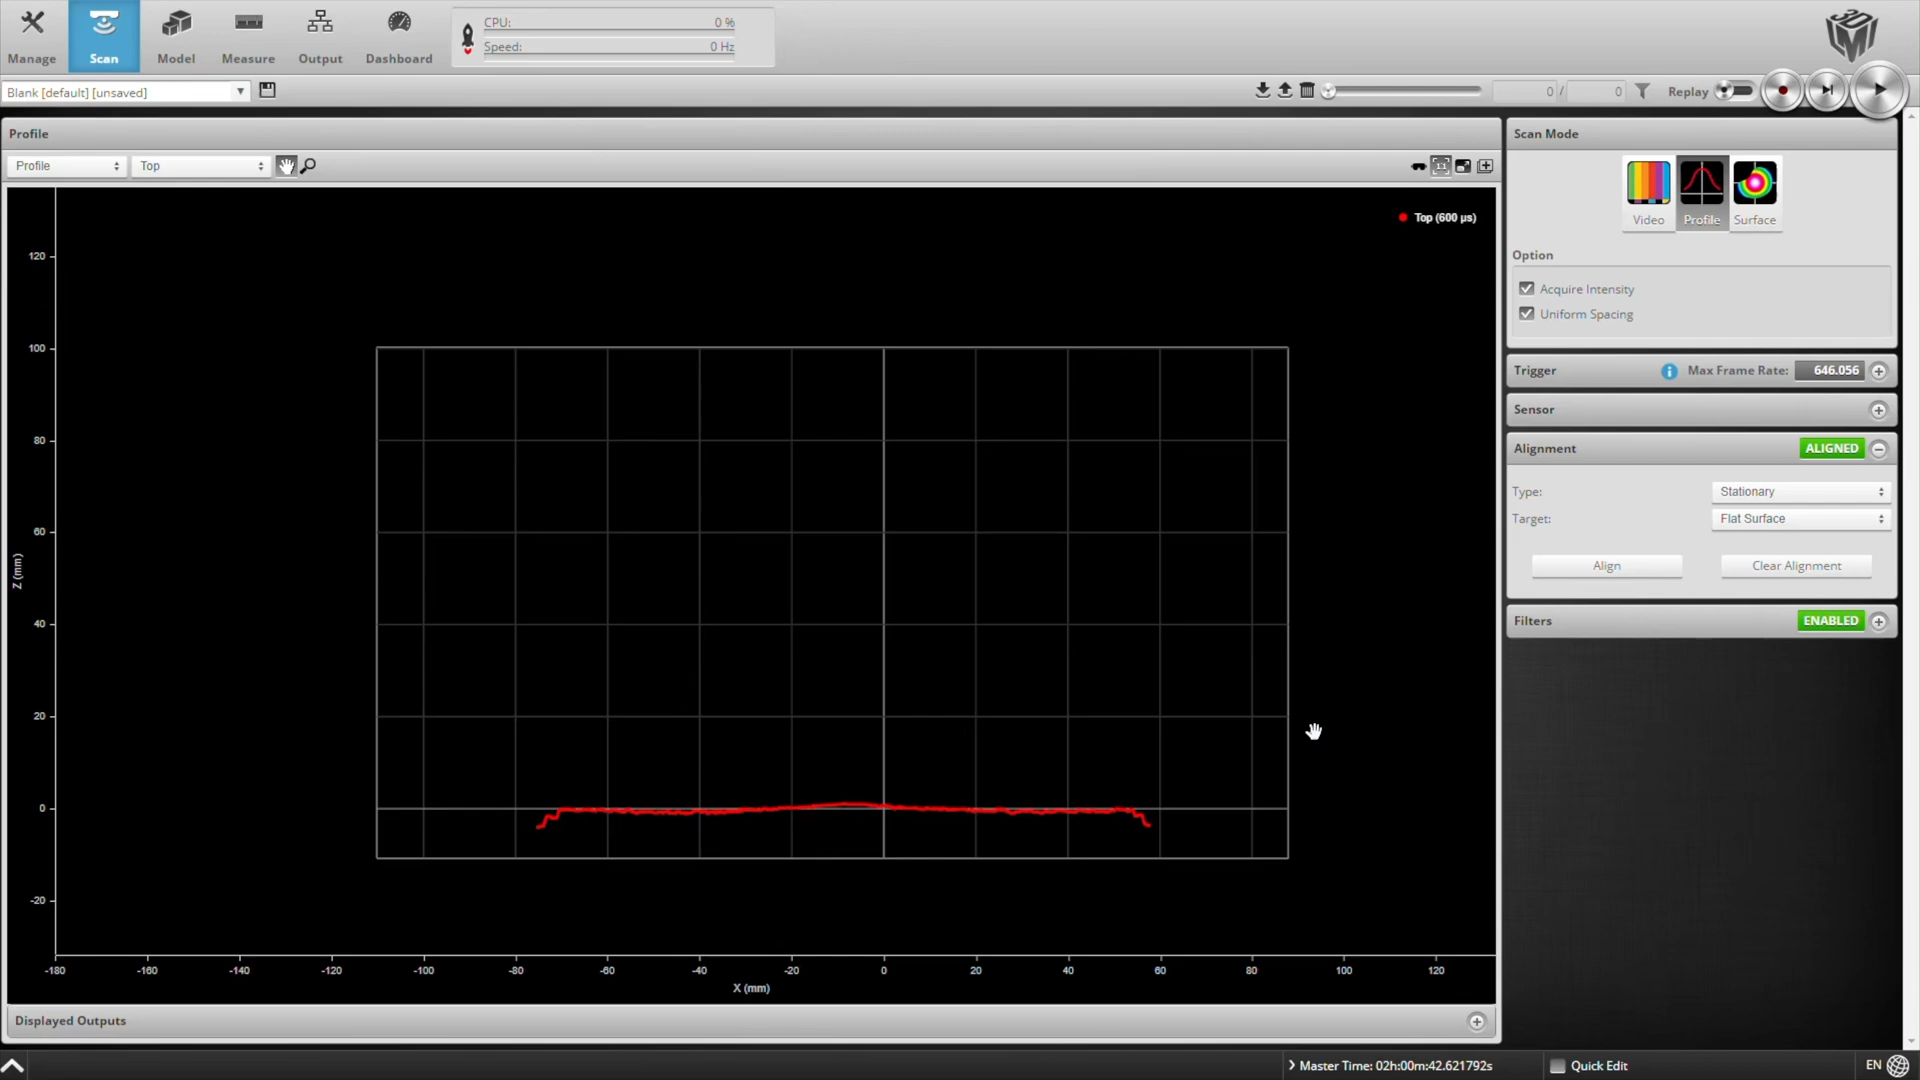 CPU: 0 %
Speed: 0 Hz
Manage
Scan
Model
Measure
Output
Dashboard
3D
Blank [default] [unsaved]
0 / 0
Replay
Profile
Profile
Top
Top (600 µs)
120
100
80
60
40
20
0
-20
Z (mm)
-180 -160 -140 -120 -100 -80 -60 -40 -20 0 20 40 60 80 100 120
X (mm)
Displayed Outputs
Scan Mode
Video
Profile
Surface
Option
Acquire Intensity
Uniform Spacing
Trigger
Max Frame Rate: 646.056
Sensor
Alignment
ALIGNED
Type: Stationary
Target: Flat Surface
Align
Clear Alignment
Filters
ENABLED
Master Time: 02h:00m:42.621792s
Quick Edit
EN